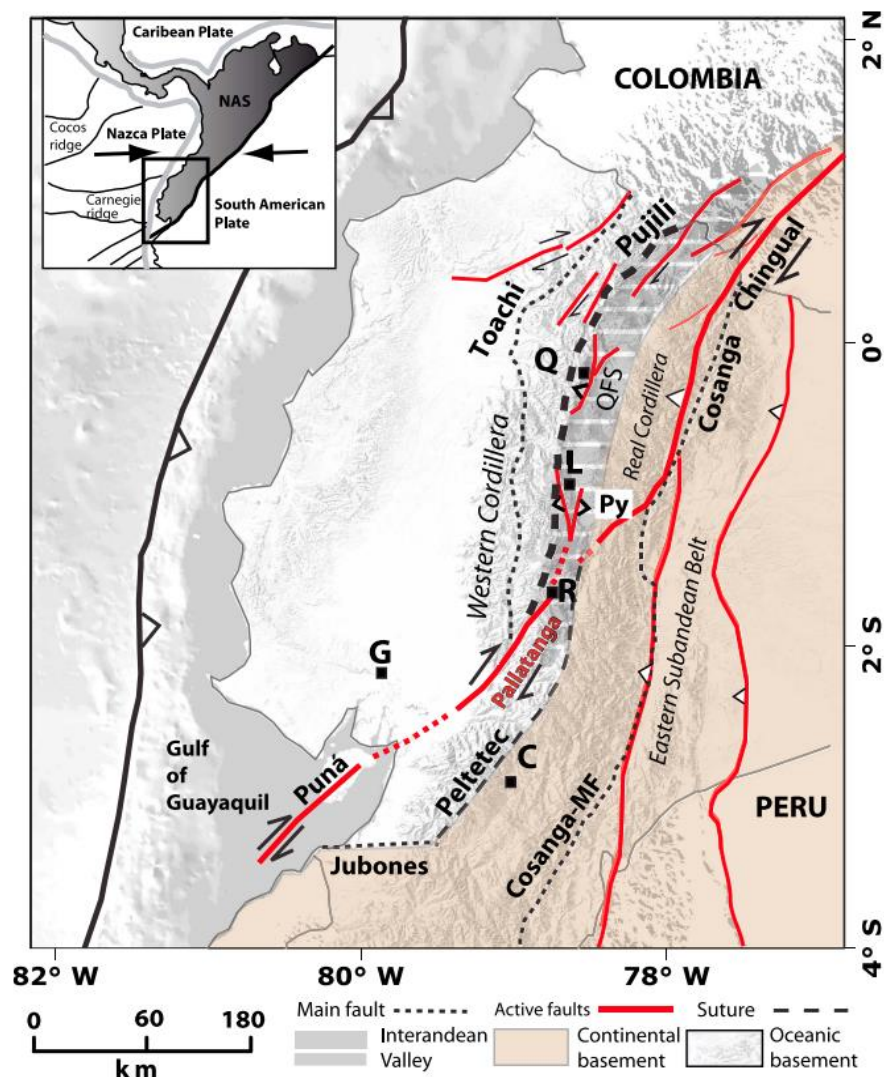 Caribean Plate
NAS
Cocos
ridge
Nazca Plate
Carnegie
ridge
South American
Plate
COLOMBIA
2° N
Pujili
Chingual
Toachi
0°
Q
QFS
Cosanga
Real Cordillera
Western Cordillera
L
Py
R
Eastern Subandean Belt
2° S
G
Pallatanga
Gulf
of
Guayaquil
Puná
Peltetec
C
Cosanga-MF
PERU
Jubones
4° S
82° W
80° W
78° W
Main fault
Active faults
Suture
0
60
180
km
Interandean
Valley
Continental
basement
Oceanic
basement